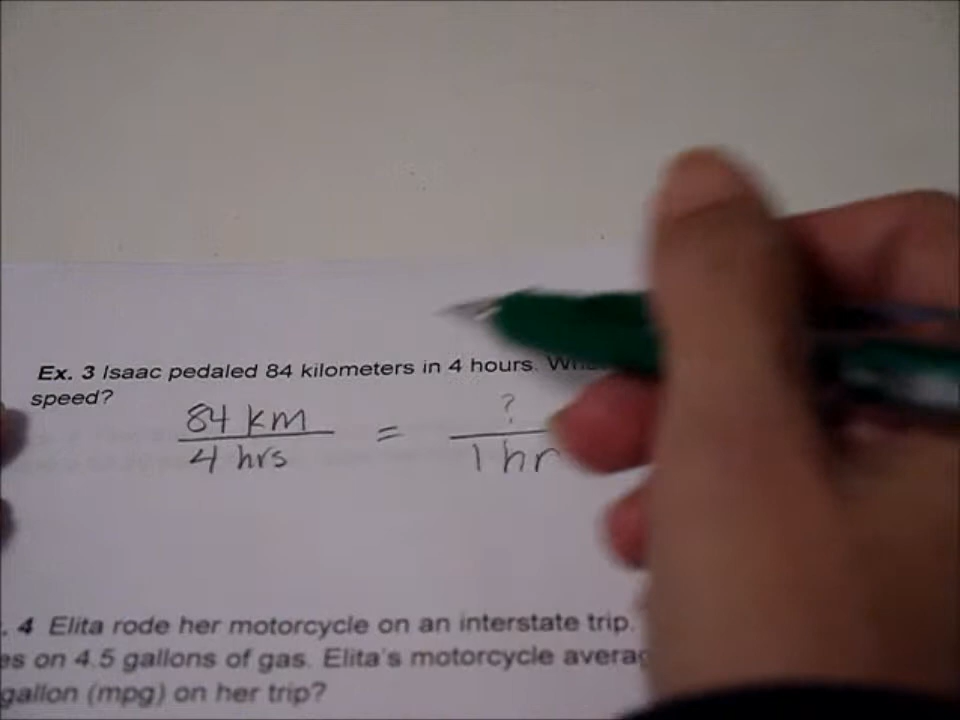 Ex. 3 Isaac pedaled 84 kilometers in 4 hours.
speed?
84 km = ?
4 hrs 1 hr
4 Elita rode her motorcycle on an interstate trip.
on 4.5 gallons of gas. Elita's motorcycle
gallon (mpg) on her trip?